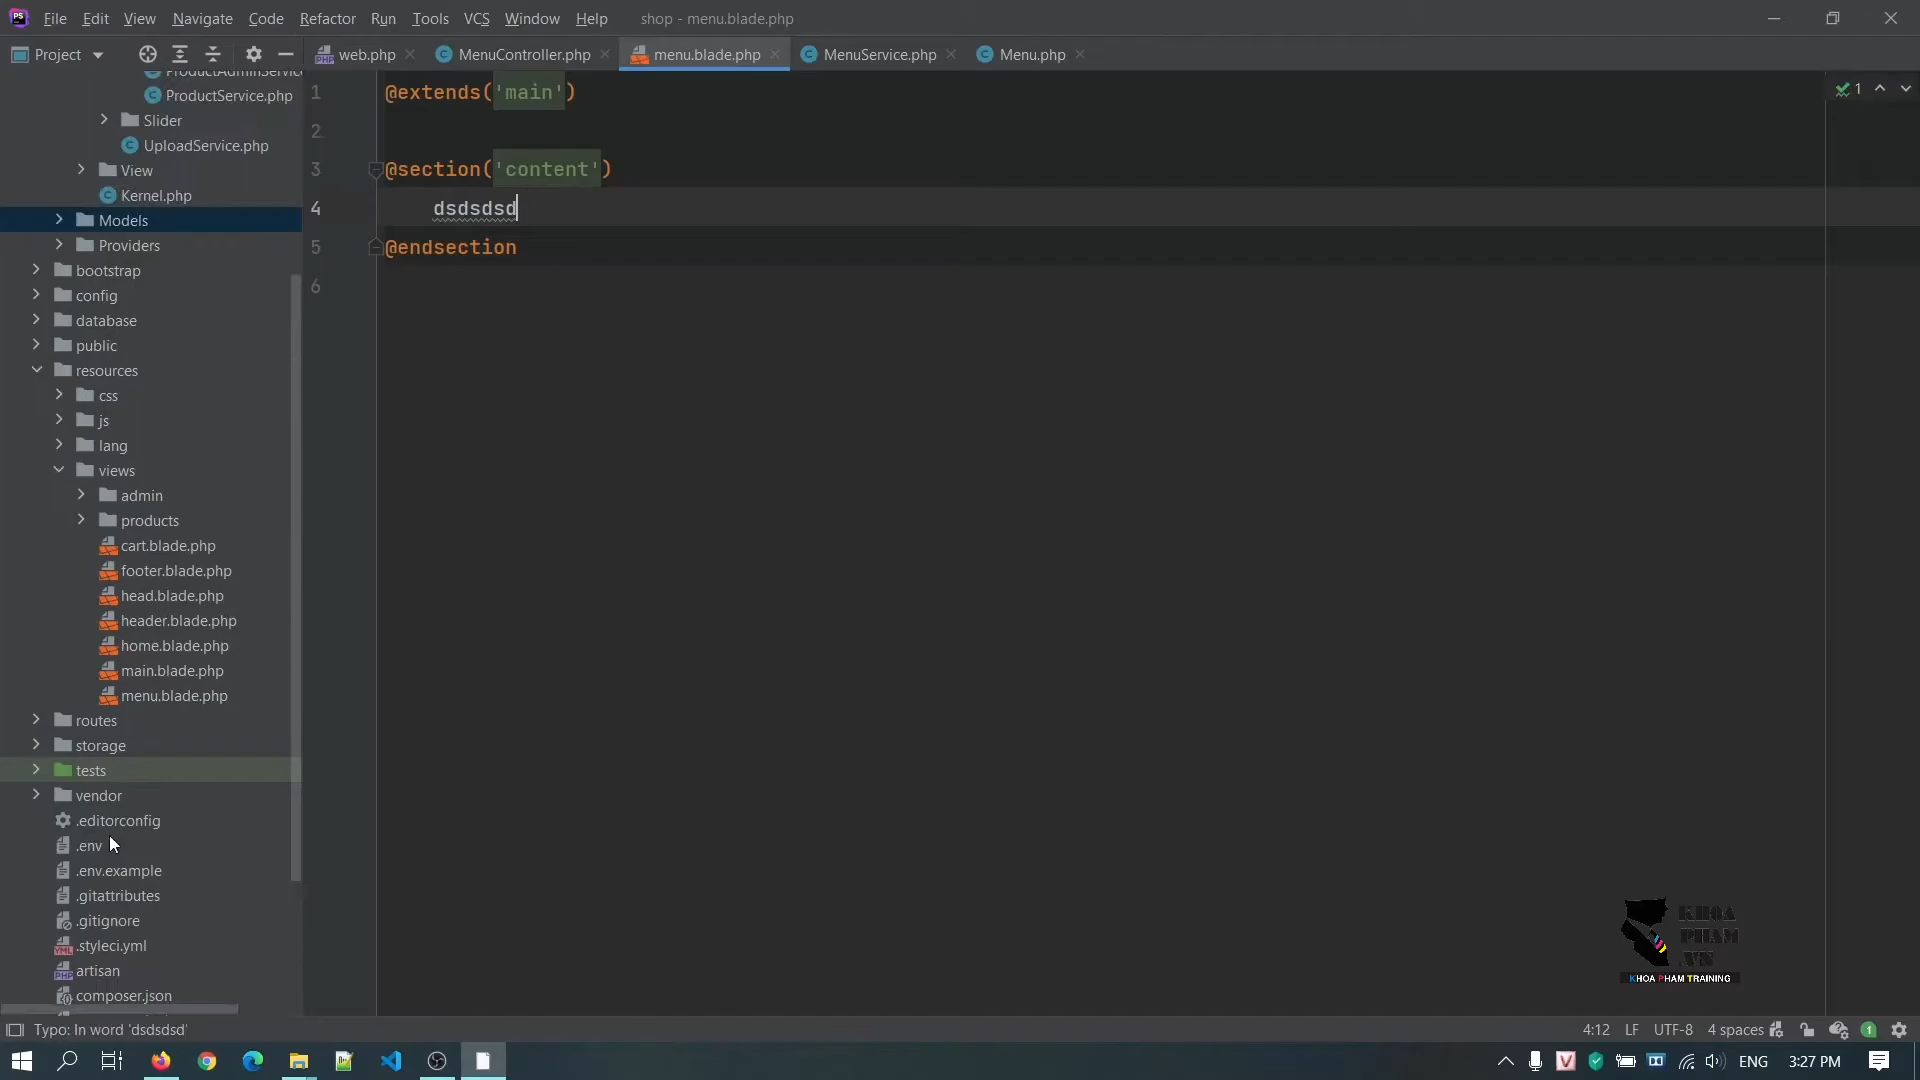 File Edit View Navigate Code Refactor Run Tools VCS Window Help shop - menu.blade.php
Project
web.php MenuController.php menu.blade.php MenuService.php Menu.php
ProductAdminService
ProductService.php
Slider
UploadService.php
View
Kernel.php
Models
Providers
bootstrap
config
database
public
resources
css
js
lang
views
admin
products
cart.blade.php
footer.blade.php
head.blade.php
header.blade.php
home.blade.php
main.blade.php
menu.blade.php
routes
storage
tests
vendor
.editorconfig
.env
.env.example
.gitattributes
.gitignore
.styleci.yml
artisan
composer.json
1 @extends('main')
2
3 @section('content')
4 dsdsdsd
5 @endsection
6
1
KHOA
PHAM
.VN
KHOA PHAM TRAINING
Typo: In word 'dsdsdsd' 4:12 LF UTF-8 4 spaces 1
ENG 3:27 PM